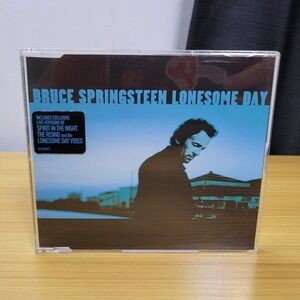 BRUCE SPRINGSTEEN LONESOME DAY
INCLUDES EXCLUSIVE
LIVE VERSIONS OF
SPIRIT IN THE NIGHT,
THE RISING and the
LONESOME DAY VIDEO